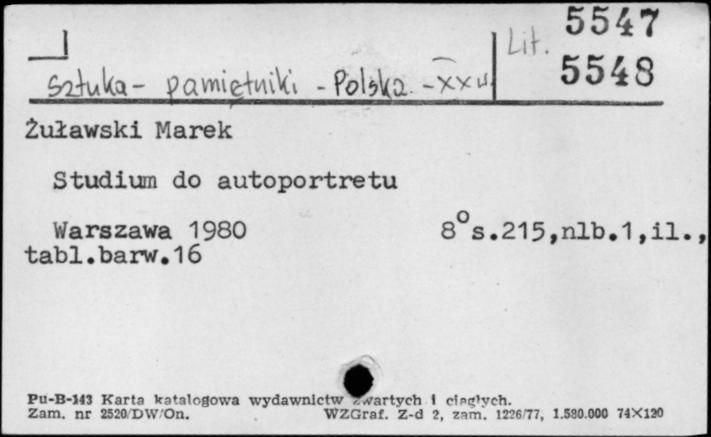 5547
Lit.
5548
Sztuka - pamiętniki - Polska - XX w
Żuławski Marek
Studium do autoportretu
Warszawa 1980 8°s.215,nlb.1,il.,
tabl.barw.16
Pu-B-143 Karta katalogowa wydawnictw zwartych i ciągłych.
Zam. nr 2520/DW/On. WZGraf. Z-d 2, zam. 1226/77, 1.580.000 74×120